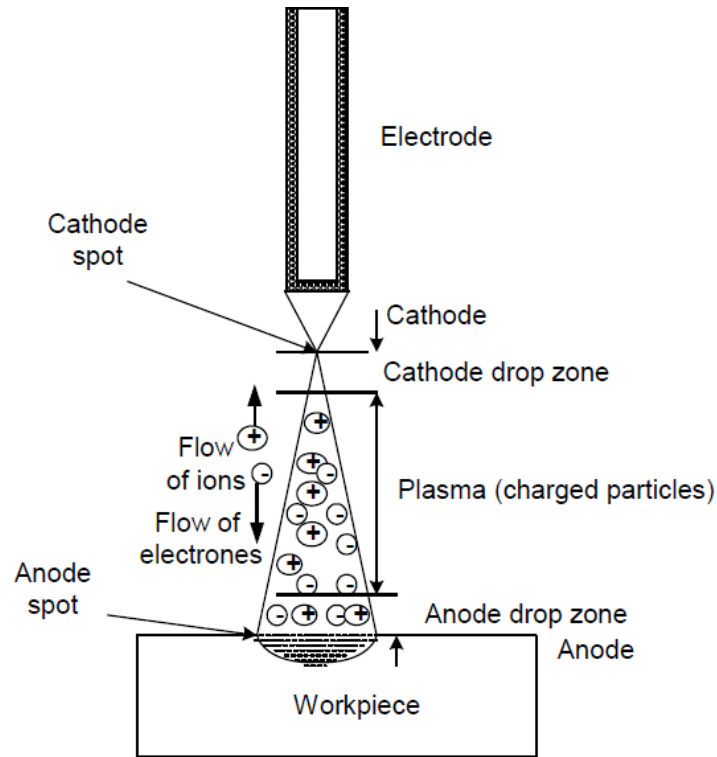 Electrode
Cathode
spot
Cathode
Cathode drop zone
+
Flow
of ions
-
Flow of
electrones
+
+
-
+
-
-
+
-
+
-
-
Plasma (charged particles)
Anode
spot
-
+
-
+
Anode drop zone
Anode
Workpiece